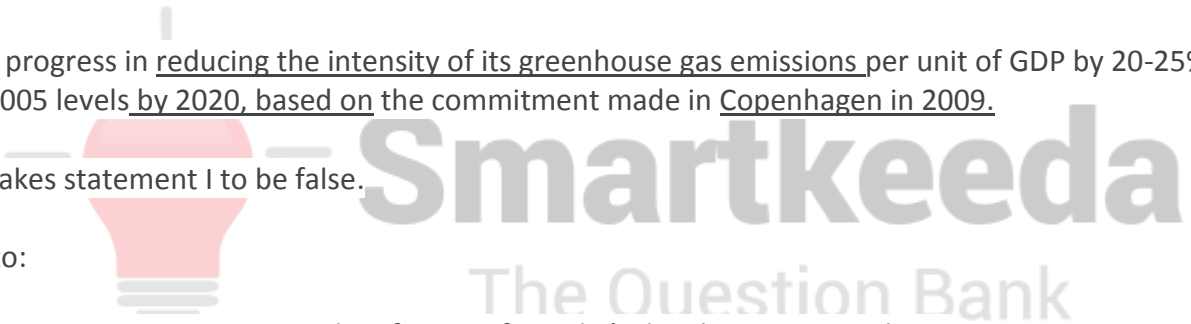 progress in reducing the intensity of its greenhouse gas emissions per unit of GDP by 20-25%
005 levels by 2020, based on the commitment made in Copenhagen in 2009.
akes statement I to be false.
Smartkeeda
o:
The Question Bank